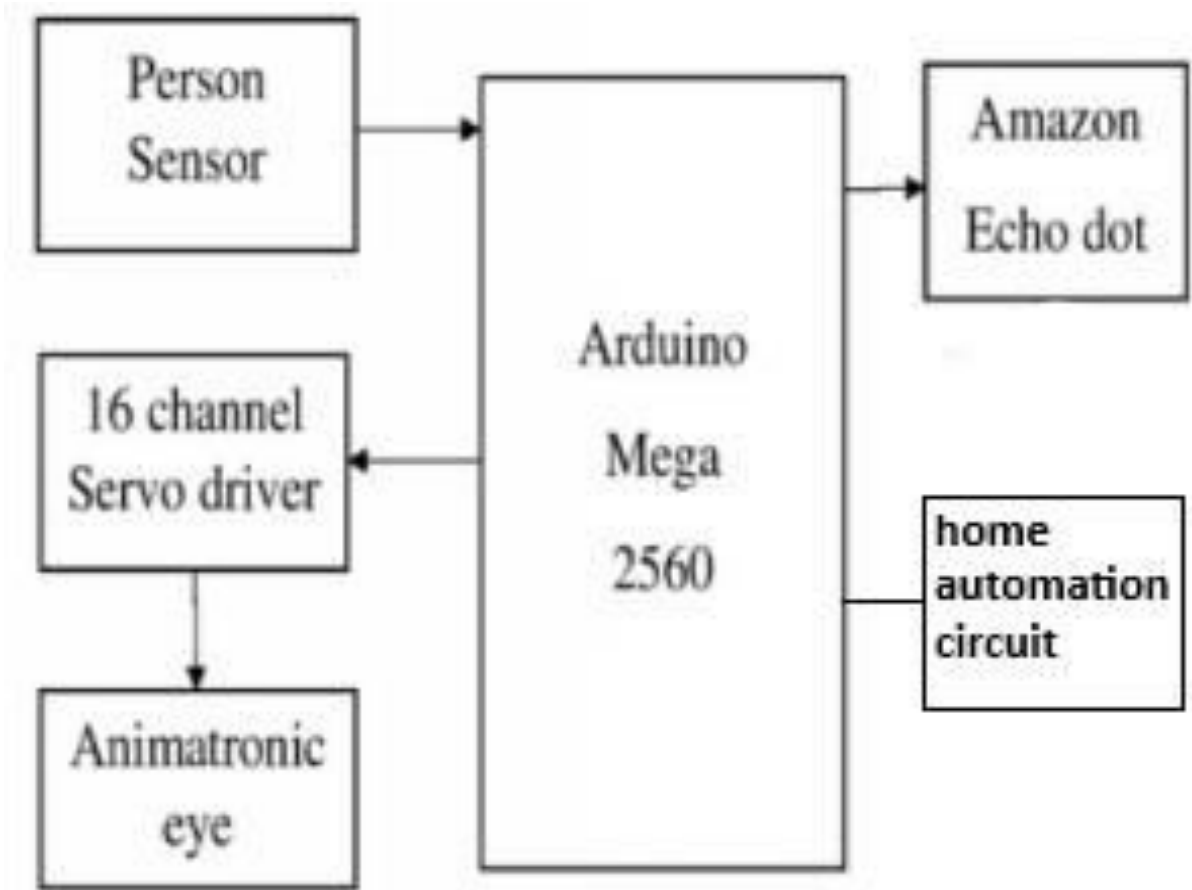 Person
Sensor
16 channel
Servo driver
Animatronic
eye
Arduino
Mega
2560
Amazon
Echo dot
home
automation
circuit